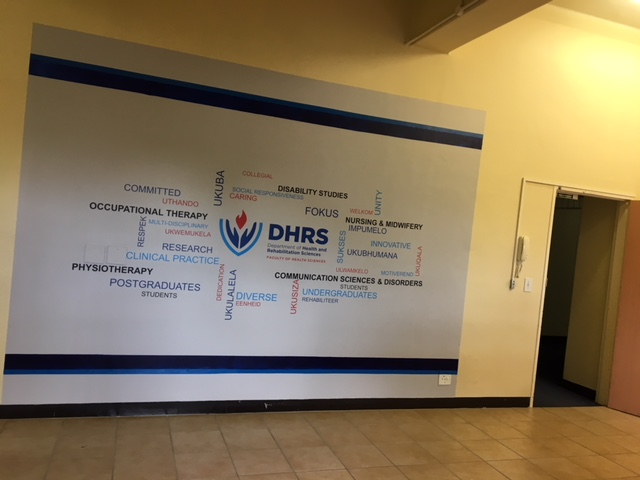 COLLEGIAL
UKUBA
COMMITTED
SOCIAL RESPONSIVENESS
DISABILITY STUDIES
UNITY
UTHANDO
CARING
OCCUPATIONAL THERAPY
FOKUS
WELKOM
RESPEK
MULTI-DISCIPLINARY
NURSING & MIDWIFERY
UKWEMUKELA
IMPUMELO
DHRS
Department of Health and
Rehabilitation Sciences
FACULTY OF HEALTH SCIENCES
SUKSES
INNOVATIVE
RESEARCH
UKUBHUMANA
CLINICAL PRACTICE
PHYSIOTHERAPY
DEDICATION
UKULALELA
ULWAMKELO
MOTIVEREND
COMMUNICATION SCIENCES & DISORDERS
POSTGRADUATES
STUDENTS
STUDENTS
DIVERSE
EENHEID
UKUSIZA
UNDERGRADUATES
REHABILITEER